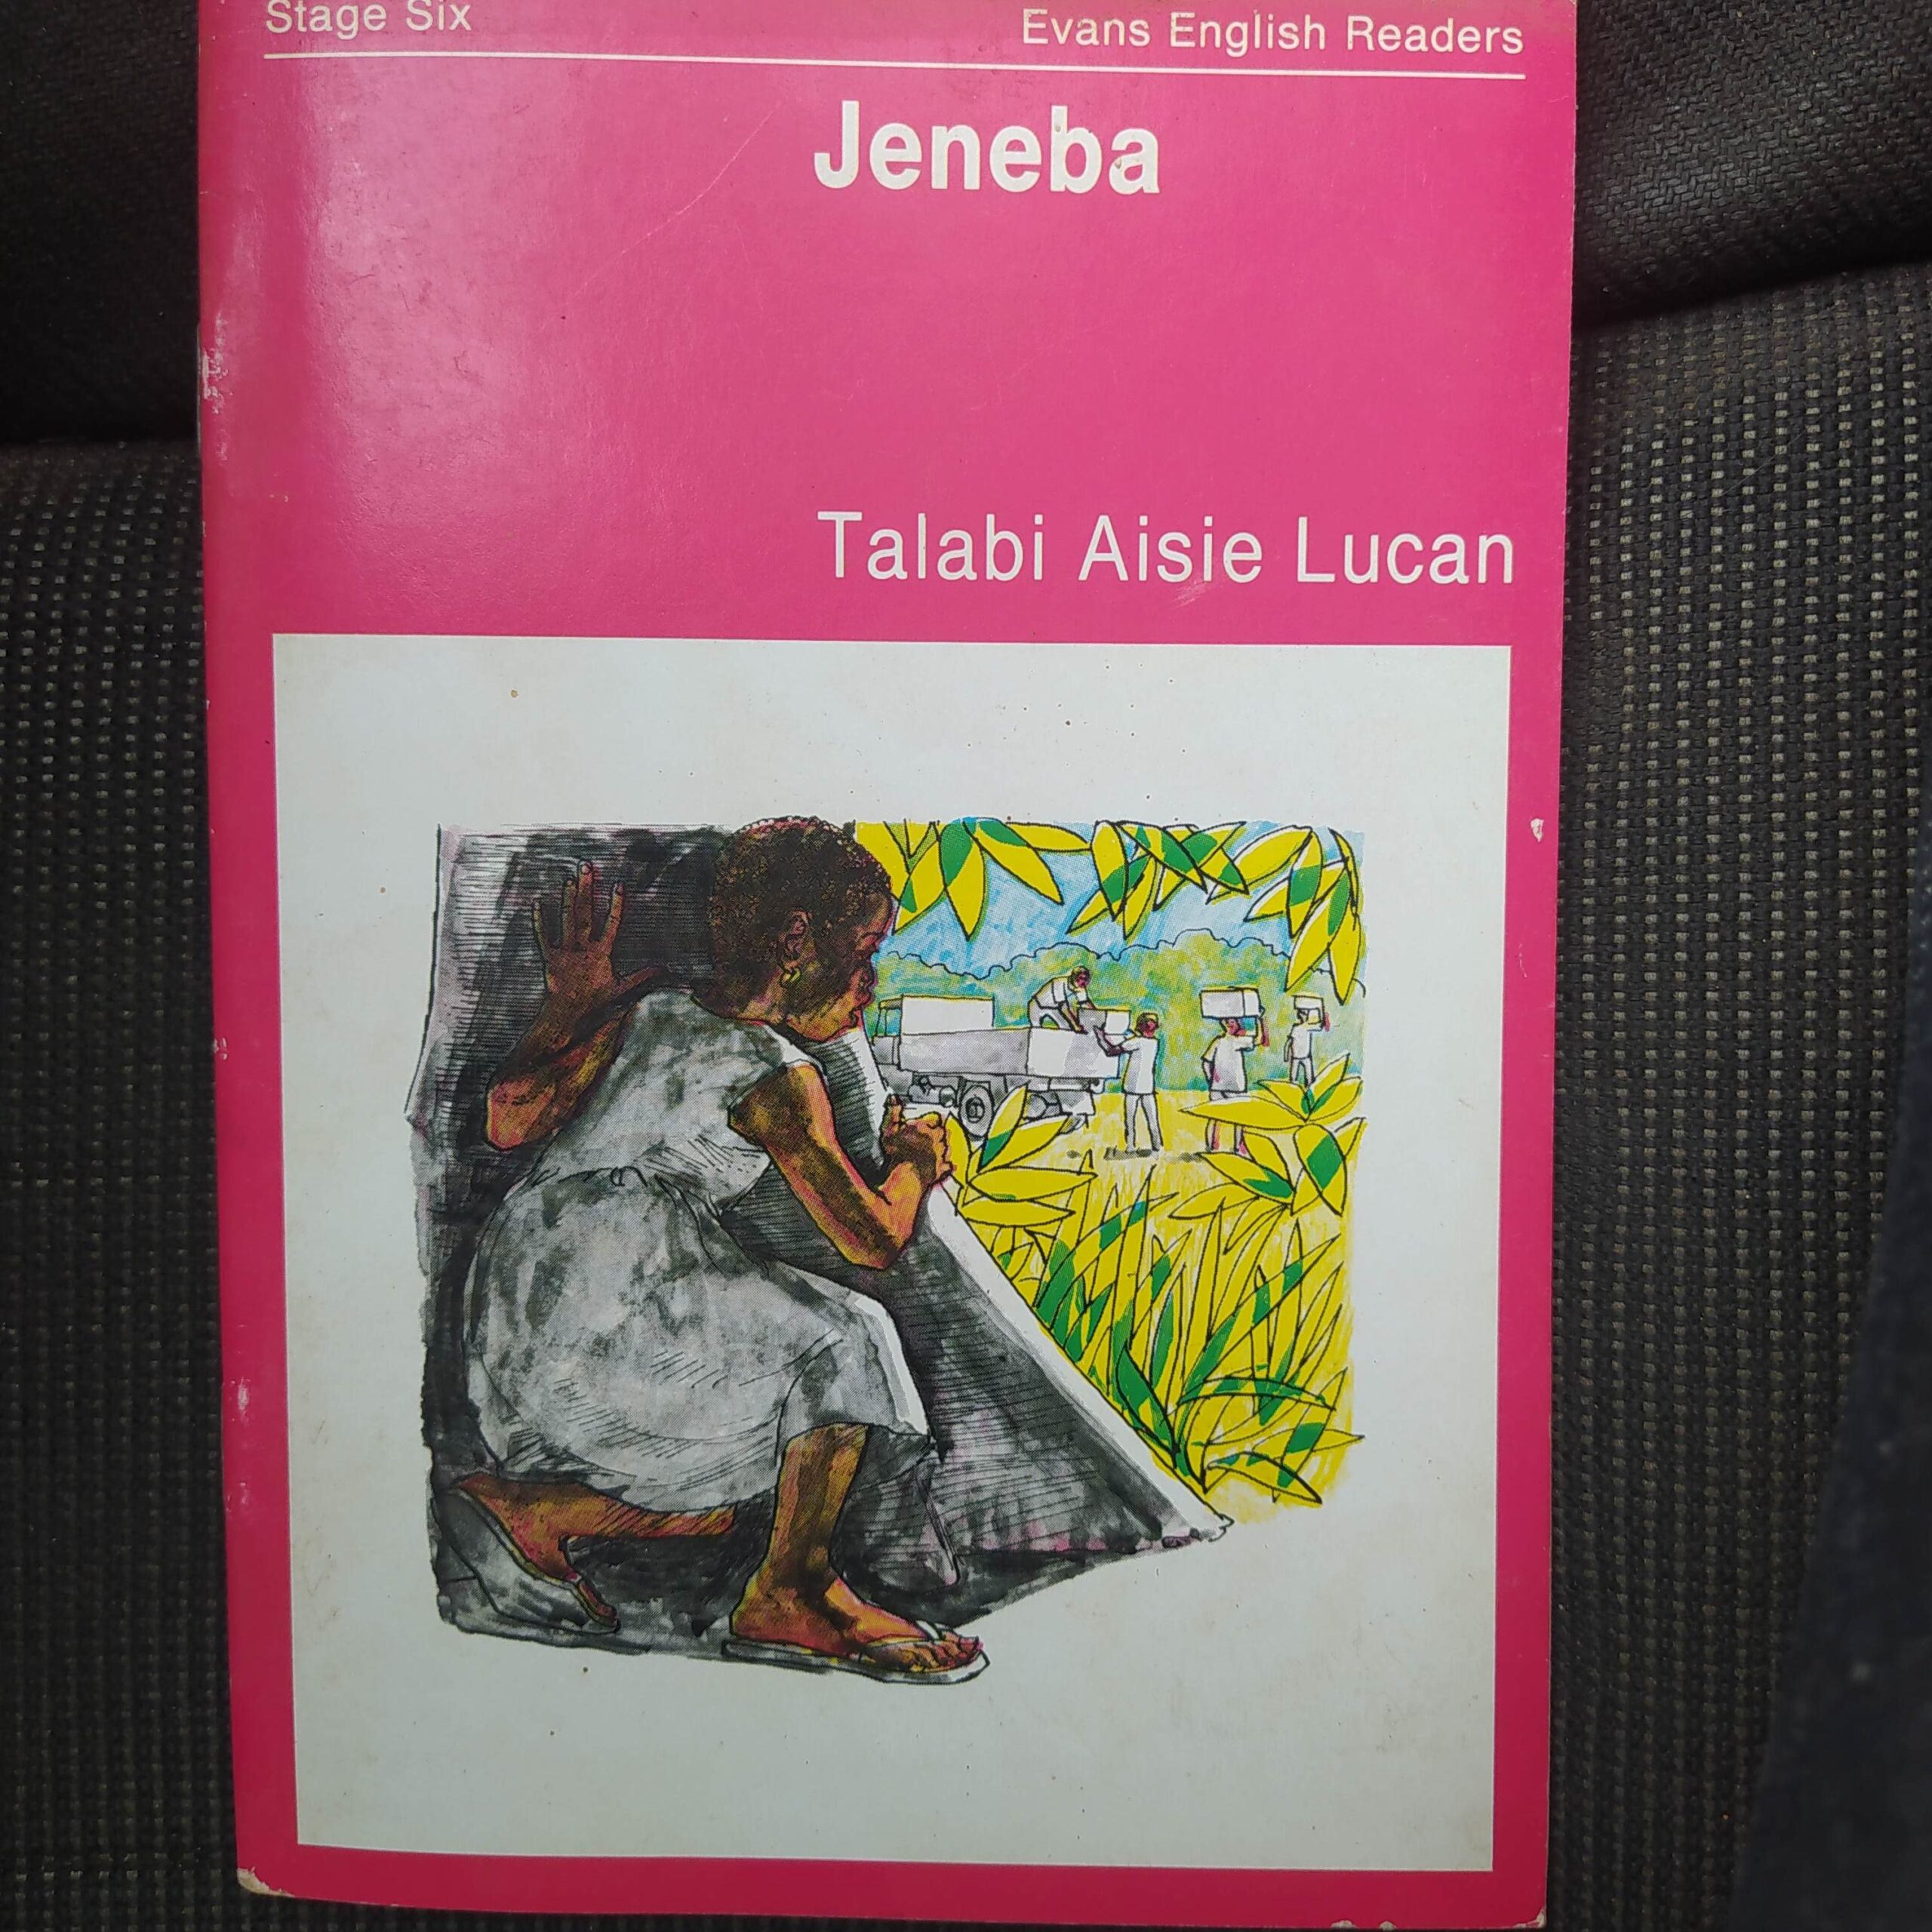 Stage Six
Evans English Readers
Jeneba
Talabi Aisie Lucan